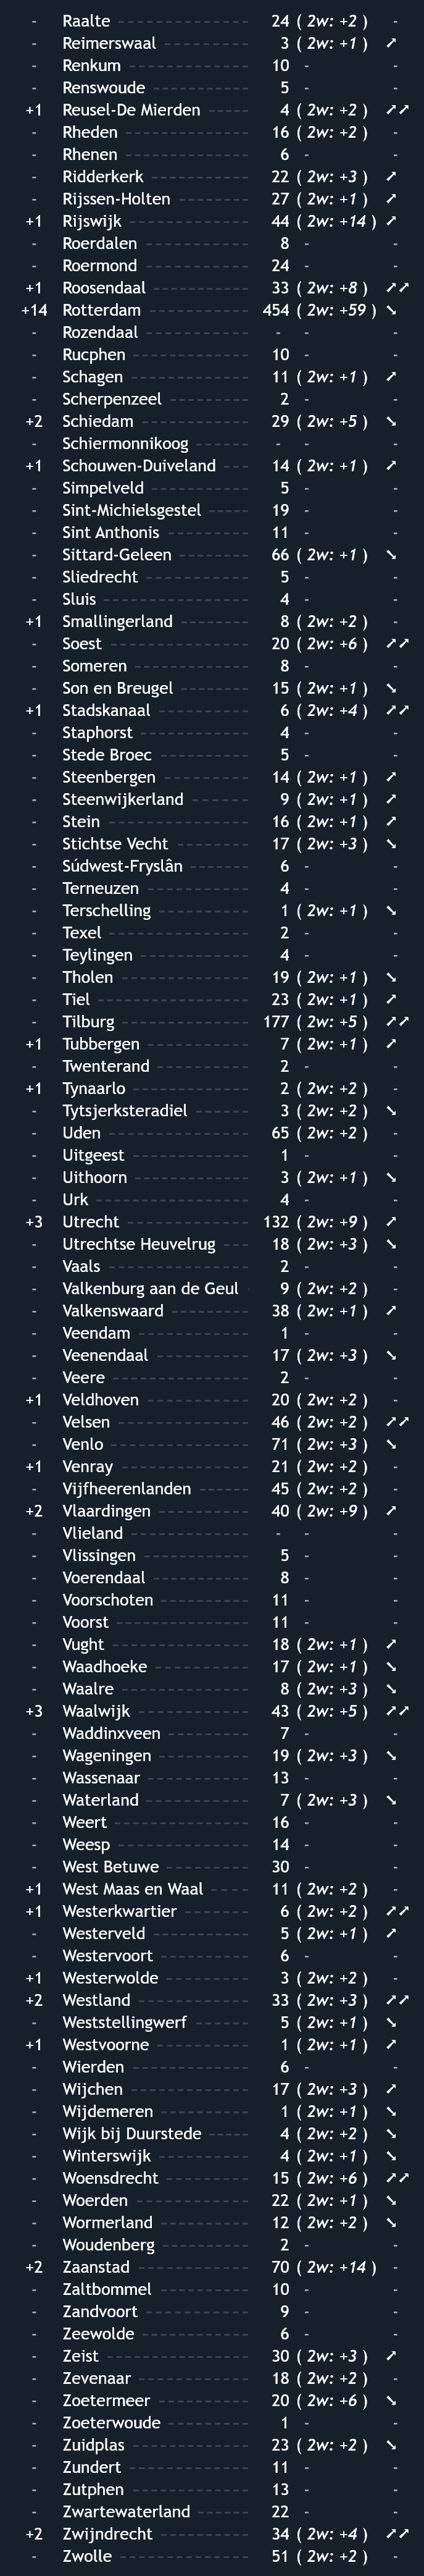 - Raalte 24 ( 2w: +2 ) -
- Reimerswaal 3 ( 2w: +1 ) ➚
- Renkum 10 - -
- Renswoude 5 - -
+1 Reusel-De Mierden 4 ( 2w: +2 ) ➚➚
- Rheden 16 ( 2w: +2 ) -
- Rhenen 6 - -
- Ridderkerk 22 ( 2w: +3 ) ➚
- Rijssen-Holten 27 ( 2w: +1 ) ➚
+1 Rijswijk 44 ( 2w: +14 ) ➚
- Roerdalen 8 - -
- Roermond 24 - -
+1 Roosendaal 33 ( 2w: +8 ) ➚➚
+14 Rotterdam 454 ( 2w: +59 ) ➘
- Rozendaal - - -
- Rucphen 10 - -
- Schagen 11 ( 2w: +1 ) ➚
- Scherpenzeel 2 - -
+2 Schiedam 29 ( 2w: +5 ) ➘
- Schiermonnikoog - - -
+1 Schouwen-Duiveland 14 ( 2w: +1 ) ➚
- Simpelveld 5 - -
- Sint-Michielsgestel 19 - -
- Sint Anthonis 11 - -
- Sittard-Geleen 66 ( 2w: +1 ) ➘
- Sliedrecht 5 - -
- Sluis 4 - -
+1 Smallingerland 8 ( 2w: +2 ) -
- Soest 20 ( 2w: +6 ) ➚➚
- Someren 8 - -
- Son en Breugel 15 ( 2w: +1 ) ➘
+1 Stadskanaal 6 ( 2w: +4 ) ➚➚
- Staphorst 4 - -
- Stede Broec 5 - -
- Steenbergen 14 ( 2w: +1 ) ➚
- Steenwijkerland 9 ( 2w: +1 ) ➚
- Stein 16 ( 2w: +1 ) ➚
- Stichtse Vecht 17 ( 2w: +3 ) ➘
- Súdwest-Fryslân 6 - -
- Terneuzen 4 - -
- Terschelling 1 ( 2w: +1 ) ➘
- Texel 2 - -
- Teylingen 4 - -
- Tholen 19 ( 2w: +1 ) ➘
- Tiel 23 ( 2w: +1 ) ➚
- Tilburg 177 ( 2w: +5 ) ➚➚
+1 Tubbergen 7 ( 2w: +1 ) ➚
- Twenterand 2 - -
+1 Tynaarlo 2 ( 2w: +2 ) -
- Tytsjerksteradiel 3 ( 2w: +2 ) ➘
- Uden 65 ( 2w: +2 ) -
- Uitgeest 1 - -
- Uithoorn 3 ( 2w: +1 ) ➘
- Urk 4 - -
+3 Utrecht 132 ( 2w: +9 ) ➚
- Utrechtse Heuvelrug 18 ( 2w: +3 ) ➘
- Vaals 2 - -
- Valkenburg aan de Geul 9 ( 2w: +2 ) -
- Valkenswaard 38 ( 2w: +1 ) ➚
- Veendam 1 - -
- Veenendaal 17 ( 2w: +3 ) ➘
- Veere 2 - -
+1 Veldhoven 20 ( 2w: +2 ) -
- Velsen 46 ( 2w: +2 ) ➚➚
- Venlo 71 ( 2w: +3 ) ➘
+1 Venray 21 ( 2w: +2 ) -
- Vijfheerenlanden 45 ( 2w: +2 ) -
+2 Vlaardingen 40 ( 2w: +9 ) ➚
- Vlieland - - -
- Vlissingen 5 - -
- Voerendaal 8 - -
- Voorschoten 11 - -
- Voorst 11 - -
- Vught 18 ( 2w: +1 ) ➚
- Waadhoeke 17 ( 2w: +1 ) ➘
- Waalre 8 ( 2w: +3 ) ➘
+3 Waalwijk 43 ( 2w: +5 ) ➚➚
- Waddinxveen 7 - -
- Wageningen 19 ( 2w: +3 ) ➘
- Wassenaar 13 - -
- Waterland 7 ( 2w: +3 ) ➘
- Weert 16 - -
- Weesp 14 - -
- West Betuwe 30 - -
+1 West Maas en Waal 11 ( 2w: +2 ) -
+1 Westerkwartier 6 ( 2w: +2 ) ➚➚
- Westerveld 5 ( 2w: +1 ) ➚
- Westervoort 6 - -
+1 Westerwolde 3 ( 2w: +2 ) -
+2 Westland 33 ( 2w: +3 ) ➚➚
- Weststellingwerf 5 ( 2w: +1 ) ➘
+1 Westvoorne 1 ( 2w: +1 ) ➚
- Wierden 6 - -
- Wijchen 17 ( 2w: +3 ) ➚
- Wijdemeren 1 ( 2w: +1 ) ➘
- Wijk bij Duurstede 4 ( 2w: +2 ) ➘
- Winterswijk 4 ( 2w: +1 ) ➘
- Woensdrecht 15 ( 2w: +6 ) ➚➚
- Woerden 22 ( 2w: +1 ) ➘
- Wormerland 12 ( 2w: +2 ) ➘
- Woudenberg 2 - -
+2 Zaanstad 70 ( 2w: +14 ) -
- Zaltbommel 10 - -
- Zandvoort 9 - -
- Zeewolde 6 - -
- Zeist 30 ( 2w: +3 ) ➚
- Zevenaar 18 ( 2w: +2 ) -
- Zoetermeer 20 ( 2w: +6 ) ➘
- Zoeterwoude 1 - -
- Zuidplas 23 ( 2w: +2 ) ➘
- Zundert 11 - -
- Zutphen 13 - -
- Zwartewaterland 22 - -
+2 Zwijndrecht 34 ( 2w: +4 ) ➚➚
- Zwolle 51 ( 2w: +2 ) -